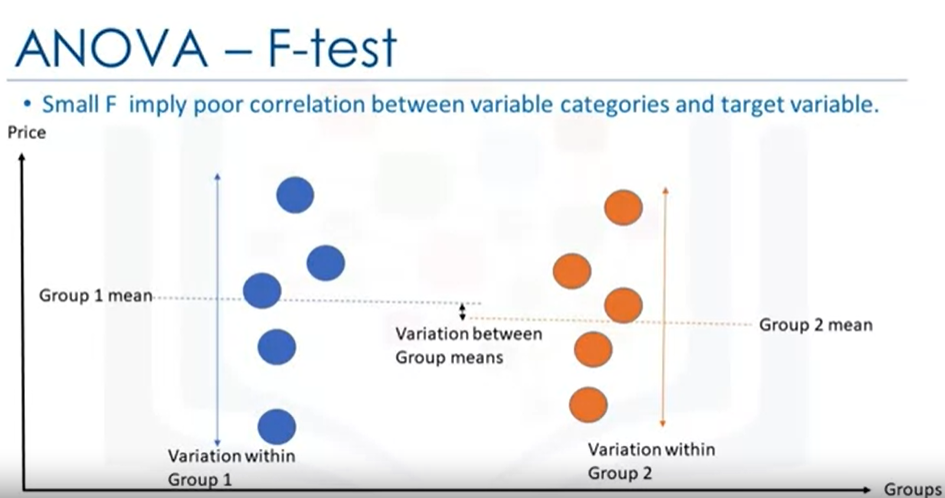 ANOVA – F-test
• Small F imply poor correlation between variable categories and target variable.
Price
Group 1 mean
Variation between
Group means
Group 2 mean
Variation within
Group 1
Variation within
Group 2
Groups